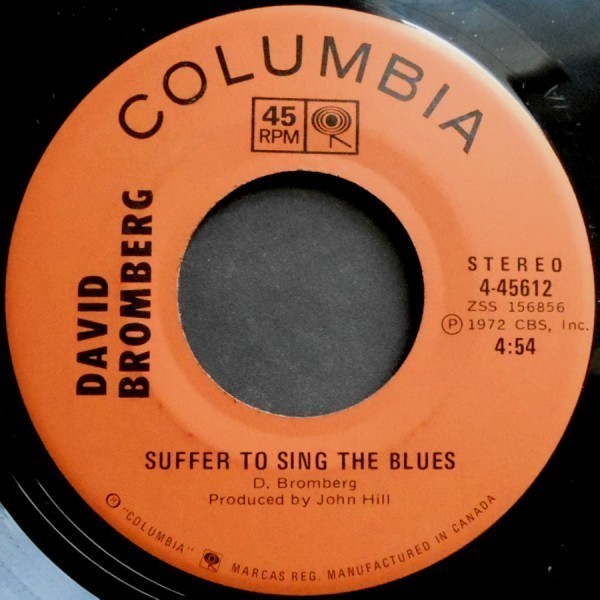 COLUMBIA
45
RPM
DAVID
BROMBERG
STEREO
4-45612
ZSS 156856
Ⓟ 1972 CBS, Inc.
4:54
SUFFER TO SING THE BLUES
D. Bromberg
Produced by John Hill
® "COLUMBIA" MARCAS REG. MANUFACTURED IN CANADA